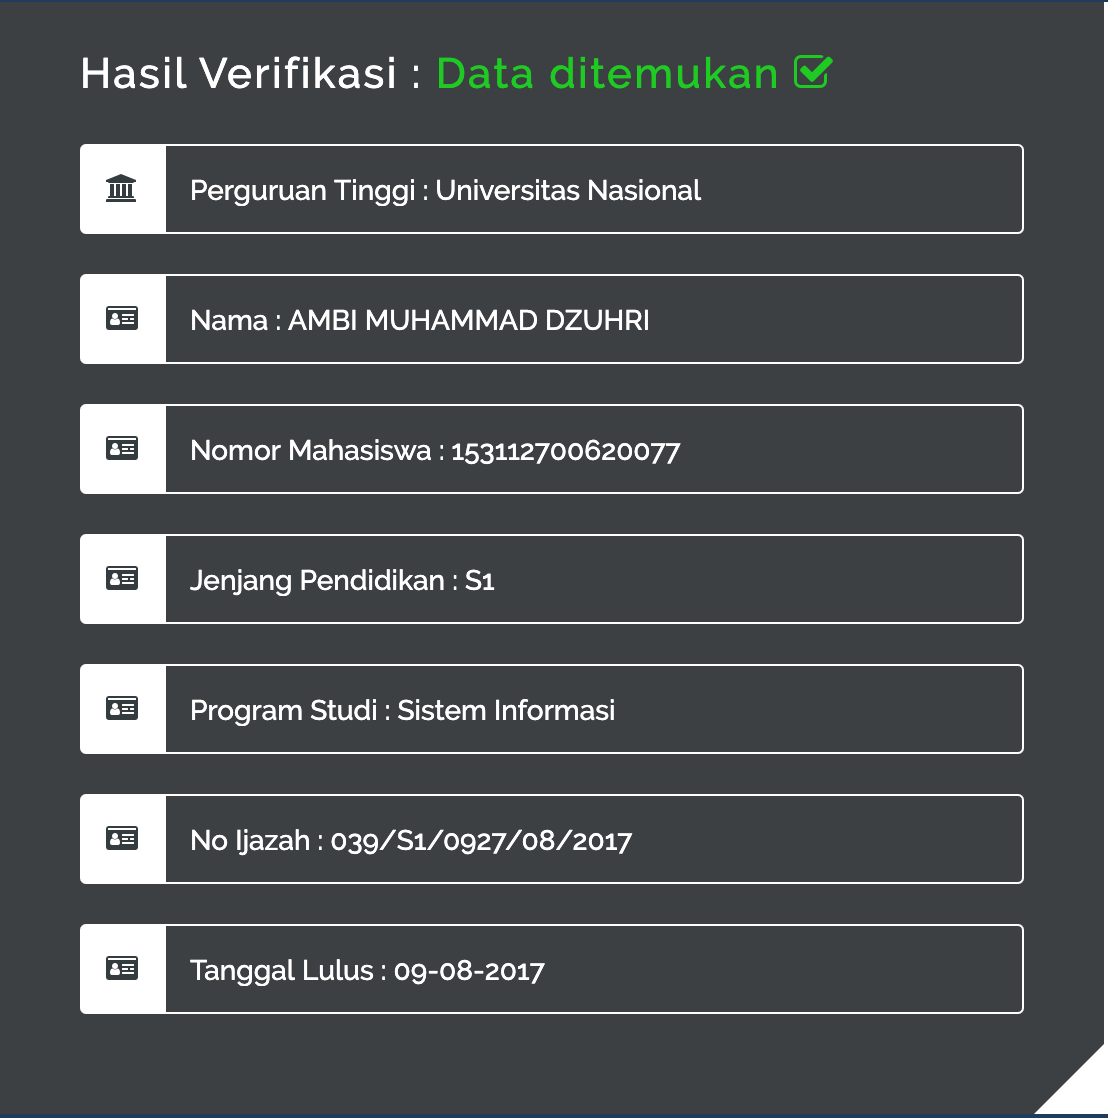 Hasil Verifikasi : Data ditemukan
Perguruan Tinggi : Universitas Nasional
Nama : AMBI MUHAMMAD DZUHRI
Nomor Mahasiswa : 153112700620077
Jenjang Pendidikan : S1
Program Studi : Sistem Informasi
No Ijazah : 039/S1/0927/08/2017
Tanggal Lulus : 09-08-2017